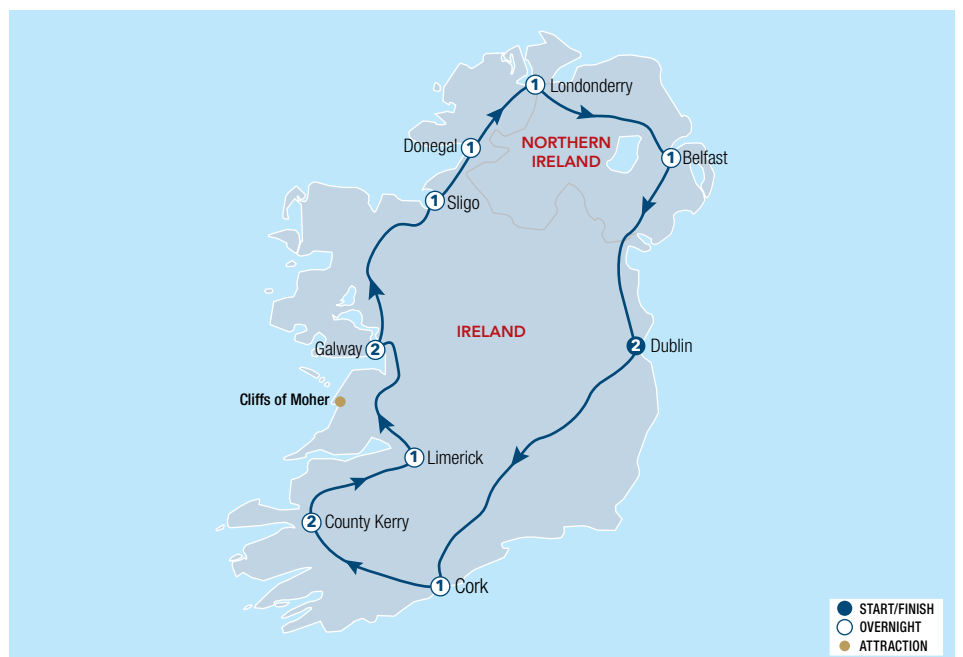 1 Londonderry
NORTHERN
IRELAND
Donegal 1
1 Belfast
1 Sligo
IRELAND
2 Dublin
Galway 2
Cliffs of Moher
1 Limerick
2 County Kerry
1 Cork
START/FINISH
OVERNIGHT
ATTRACTION